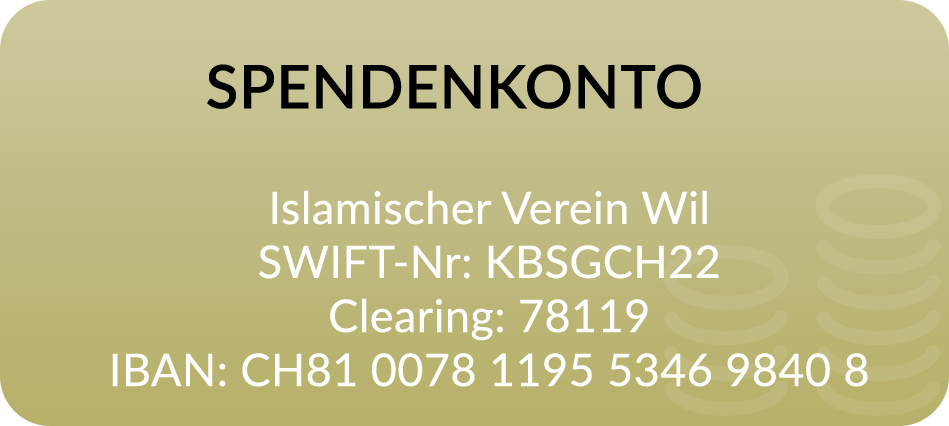 SPENDENKONTO
Islamischer Verein Wil
SWIFT-Nr: KBSGCH22
Clearing: 78119
IBAN: CH81 0078 1195 5346 9840 8